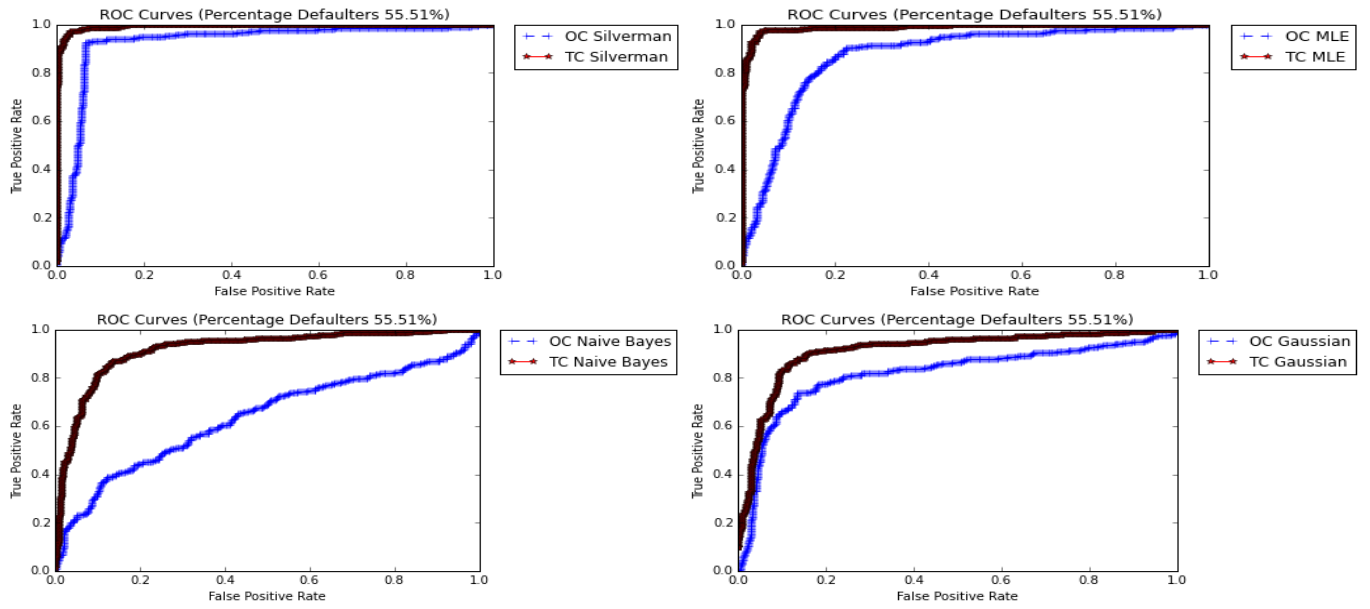 ROC Curves (Percentage Defaulters 55.51%)
1.0
0.8
0.6
0.4
0.2
0.0
True Positive Rate
0.0 0.2 0.4 0.6 0.8 1.0
False Positive Rate
OC Silverman
TC Silverman
ROC Curves (Percentage Defaulters 55.51%)
1.0
0.8
0.6
0.4
0.2
0.0
True Positive Rate
0.0 0.2 0.4 0.6 0.8 1.0
False Positive Rate
OC MLE
TC MLE
ROC Curves (Percentage Defaulters 55.51%)
1.0
0.8
0.6
0.4
0.2
0.0
True Positive Rate
0.0 0.2 0.4 0.6 0.8 1.0
False Positive Rate
OC Naive Bayes
TC Naive Bayes
ROC Curves (Percentage Defaulters 55.51%)
1.0
0.8
0.6
0.4
0.2
0.0
True Positive Rate
0.0 0.2 0.4 0.6 0.8 1.0
False Positive Rate
OC Gaussian
TC Gaussian